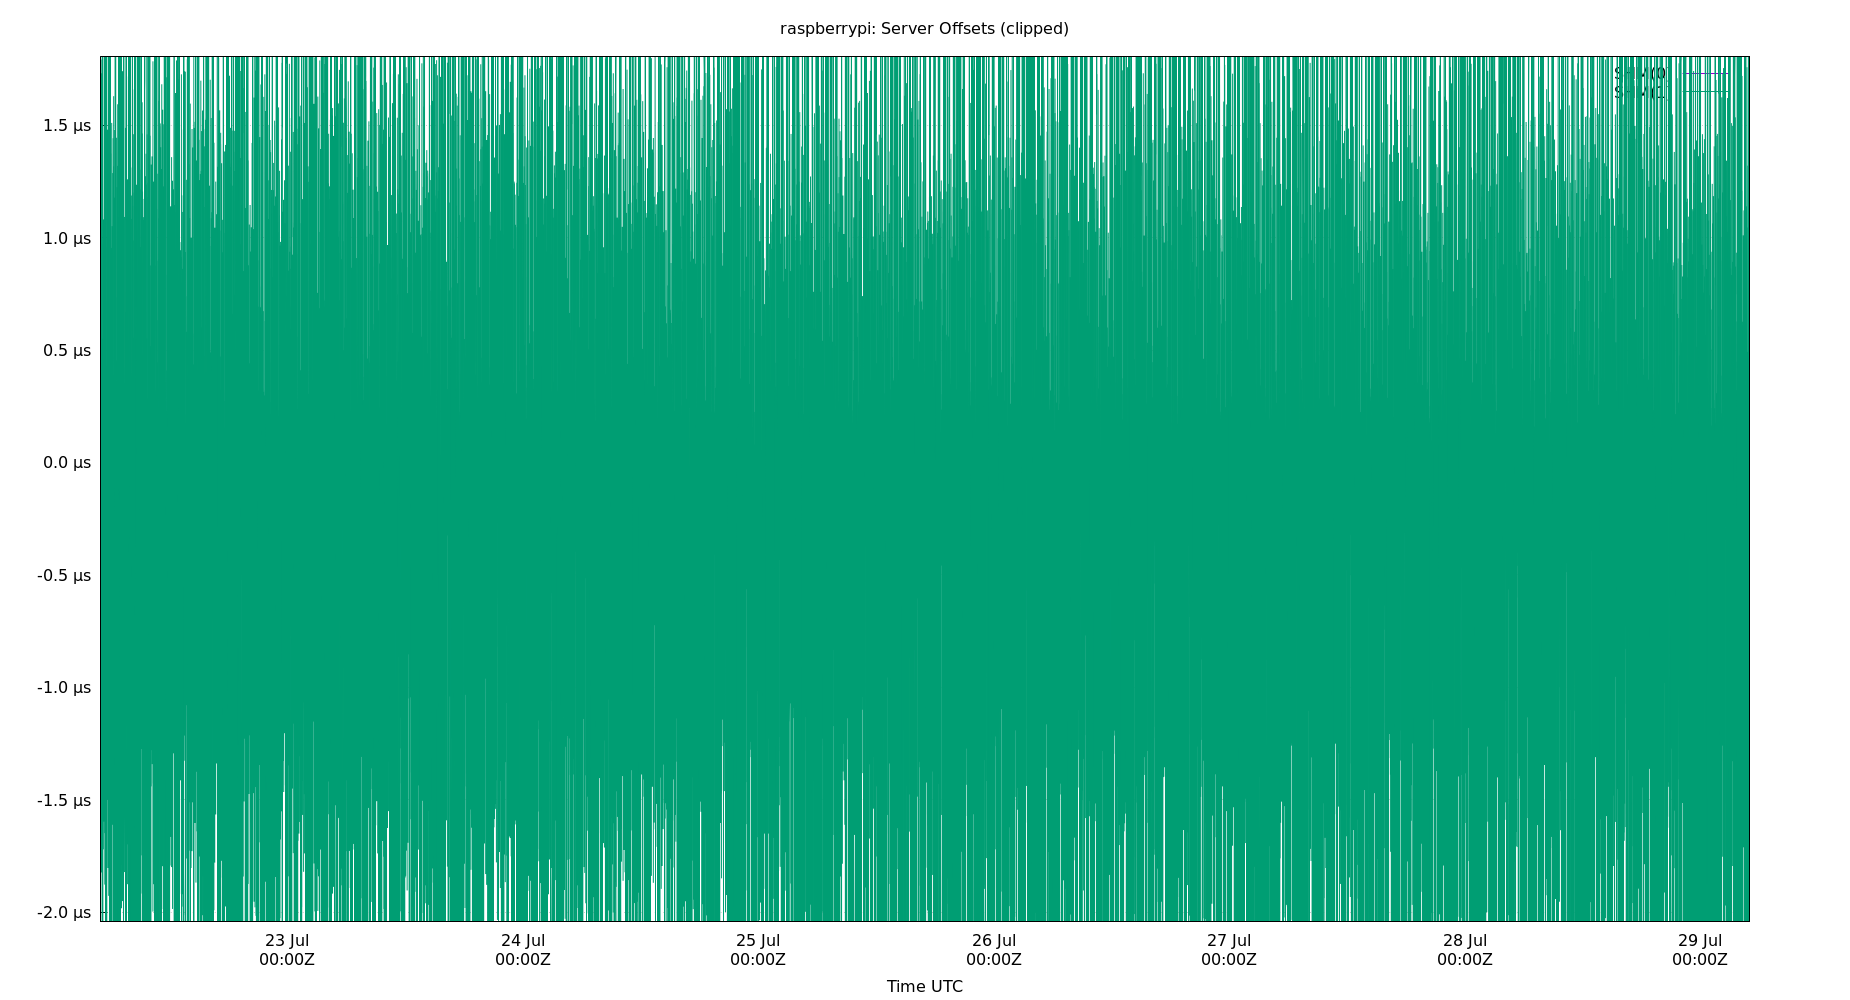 raspberrypi: Server Offsets (clipped)
1.5 µs
1.0 µs
0.5 µs
0.0 µs
-0.5 µs
-1.0 µs
-1.5 µs
-2.0 µs
23 Jul 24 Jul 25 Jul 26 Jul 27 Jul 28 Jul 29 Jul
00:00Z 00:00Z 00:00Z 00:00Z 00:00Z 00:00Z 00:00Z
Time UTC